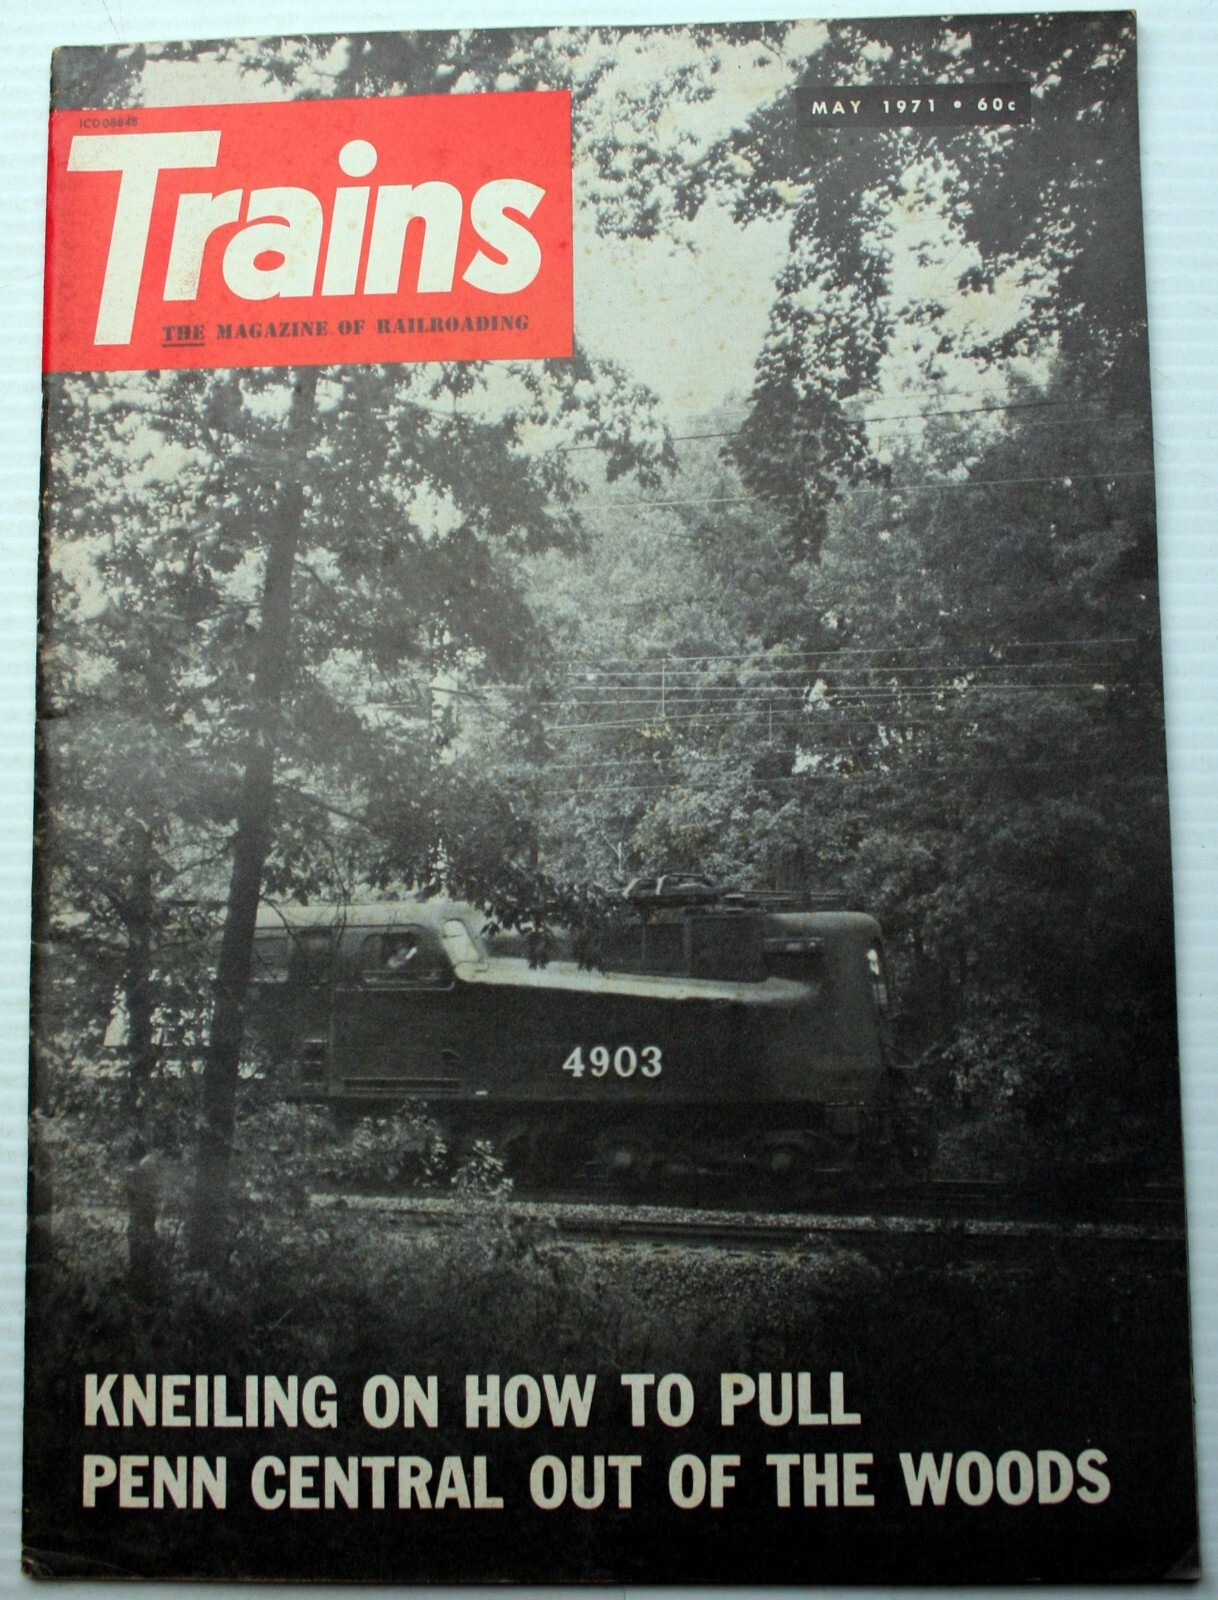 ICD08645
MAY 1971 • 60c
Trains
THE MAGAZINE OF RAILROADING
4903
KNEILING ON HOW TO PULL
PENN CENTRAL OUT OF THE WOODS